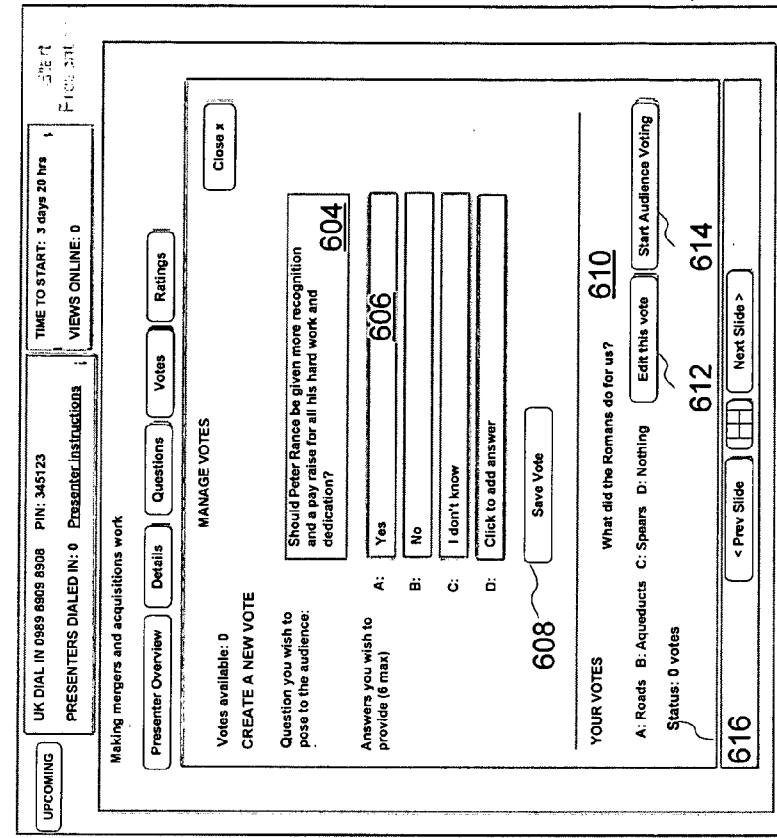 UPCOMING
UK DIAL IN 0989 8909 8908 PIN: 345123
PRESENTERS DIALED IN: 0 Presenter instructions
TIME TO START: 3 days 20 hrs
VIEWS ONLINE: 0
Start
Present
Making mergers and acquisitions work
Presenter Overview Details Questions Votes Ratings
MANAGE VOTES
Close x
Votes available: 0
CREATE A NEW VOTE
Question you wish to
pose to the audience:
Should Peter Rance be given more recognition
and a pay raise for all his hard work and
dedication?
604
Answers you wish to
provide (6 max)
A: Yes
606
B: No
C: I don't know
D: Click to add answer
608
Save Vote
YOUR VOTES
What did the Romans do for us?
610
A: Roads B: Aqueducts C: Spears D: Nothing
Edit this vote Start Audience Voting
Status: 0 votes
612
614
616
< Prev Slide Next Slide >